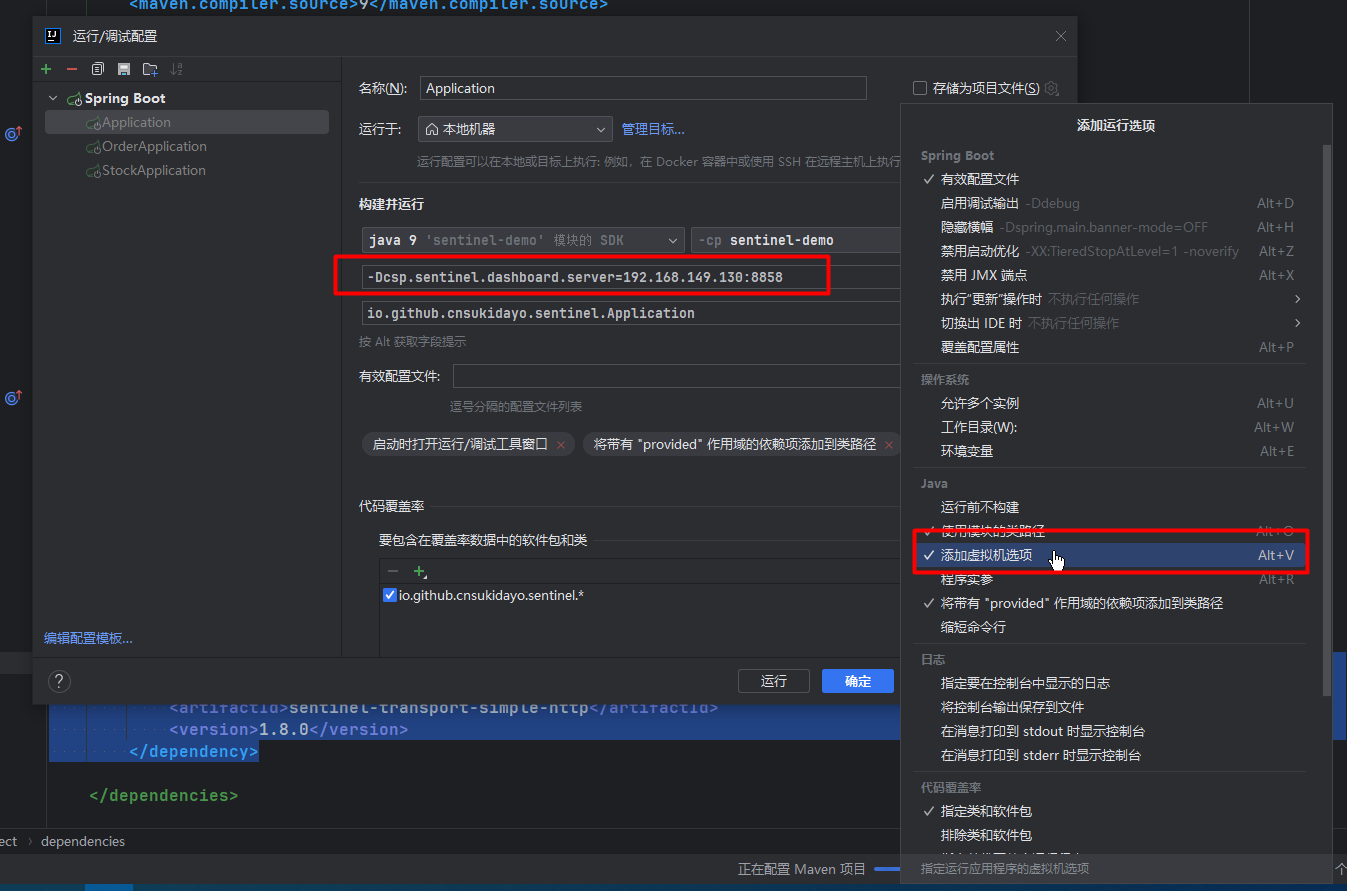 <maven.compiler.source>9</maven.compiler.source>
运行/调试配置
Spring Boot
Application
OrderApplication
StockApplication
编辑配置模板...
名称(N):
Application
存储为项目文件(S)
运行于:
本地机器
管理目标...
运行配置可以在本地或目标上执行: 例如，在 Docker 容器中或使用 SSH 在远程主机上执行
构建并运行
java 9 'sentinel-demo' 模块的 SDK
-cp sentinel-demo
-Dcsp.sentinel.dashboard.server=192.168.149.130:8858
io.github.cnsukidayo.sentinel.Application
按 Alt 获取字段提示
有效配置文件:
逗号分隔的配置文件列表
启动时打开运行/调试工具窗口
将带有 "provided" 作用域的依赖项添加到类路径
代码覆盖率
要包含在覆盖率数据中的软件包和类
io.github.cnsukidayo.sentinel.*
?
运行
确定
添加运行选项
Spring Boot
有效配置文件
启用调试输出 -Ddebug Alt+D
隐藏横幅 -Dspring.main.banner-mode=OFF Alt+H
禁用启动优化 -XX:TieredStopAtLevel=1 -noverify Alt+Z
禁用 JMX 端点 Alt+X
执行“更新”操作时 不执行任何操作
切换出 IDE 时 不执行任何操作
覆盖配置属性 Alt+P
操作系统
允许多个实例 Alt+U
工作目录(W): Alt+W
环境变量 Alt+E
Java
运行前不构建
使用模块的类路径 Alt+O
添加虚拟机选项 Alt+V
程序实参 Alt+R
将带有 "provided" 作用域的依赖项添加到类路径
缩短命令行
日志
指定要在控制台中显示的日志
将控制台输出保存到文件
在消息打印到 stdout 时显示控制台
在消息打印到 stderr 时显示控制台
代码覆盖率
指定类和软件包
排除类和软件包
指定运行应用程序的虚拟机选项
<artifactId>sentinel-transport-simple-http</artifactId>
<version>1.8.0</version>
</dependency>
</dependencies>
ect › dependencies
正在配置 Maven 项目